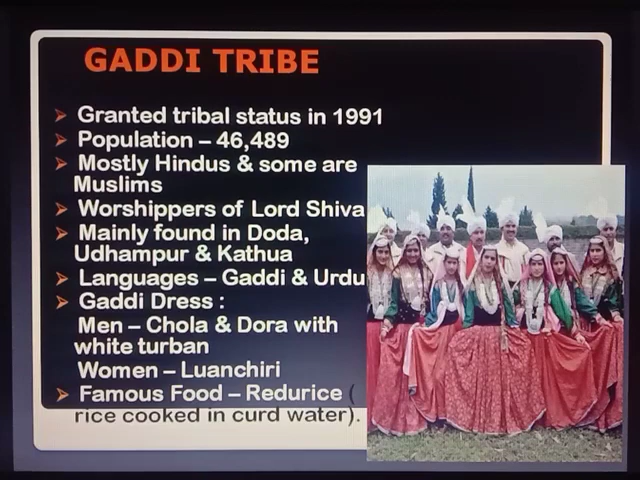 GADDI TRIBE
➢ Granted tribal status in 1991
➢ Population – 46,489
➢ Mostly Hindus & some are
Muslims
➢ Worshippers of Lord Shiva
➢ Mainly found in Doda,
Udhampur & Kathua
➢ Languages – Gaddi & Urdu
➢ Gaddi Dress :
Men – Chola & Dora with
white turban
Women – Luanchiri
➢ Famous Food – Redurice (
rice cooked in curd water).